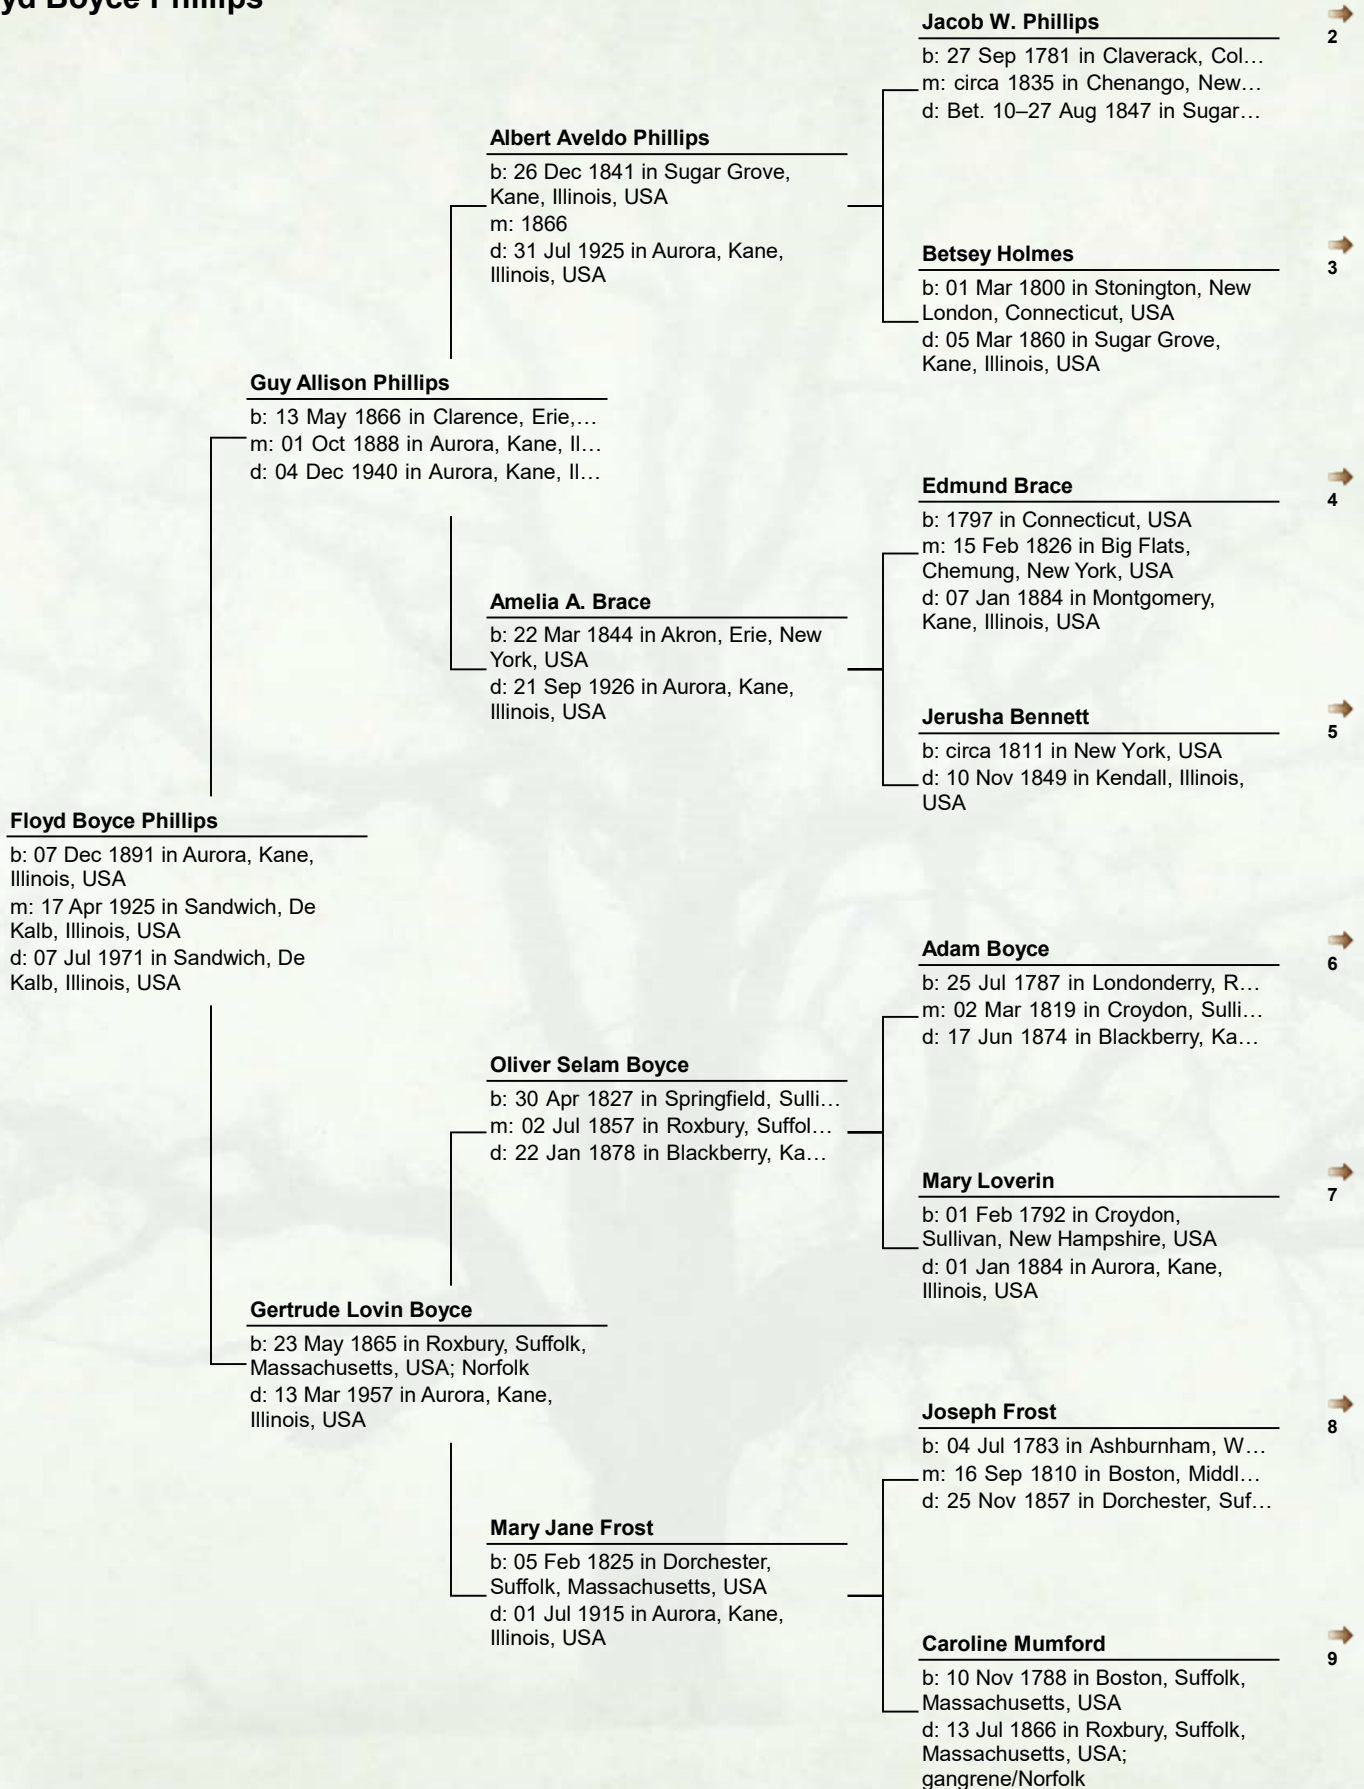 yd Boyce Phillips
Jacob W. Phillips
b: 27 Sep 1781 in Claverack, Col…
m: circa 1835 in Chenango, New…
d: Bet. 10–27 Aug 1847 in Sugar…
2
Albert Aveldo Phillips
b: 26 Dec 1841 in Sugar Grove,
Kane, Illinois, USA
m: 1866
d: 31 Jul 1925 in Aurora, Kane,
Illinois, USA
Betsey Holmes
b: 01 Mar 1800 in Stonington, New
London, Connecticut, USA
d: 05 Mar 1860 in Sugar Grove,
Kane, Illinois, USA
3
Guy Allison Phillips
b: 13 May 1866 in Clarence, Erie,…
m: 01 Oct 1888 in Aurora, Kane, Il…
d: 04 Dec 1940 in Aurora, Kane, Il…
Edmund Brace
b: 1797 in Connecticut, USA
m: 15 Feb 1826 in Big Flats,
Chemung, New York, USA
d: 07 Jan 1884 in Montgomery,
Kane, Illinois, USA
4
Amelia A. Brace
b: 22 Mar 1844 in Akron, Erie, New
York, USA
d: 21 Sep 1926 in Aurora, Kane,
Illinois, USA
Jerusha Bennett
b: circa 1811 in New York, USA
d: 10 Nov 1849 in Kendall, Illinois,
USA
5
Floyd Boyce Phillips
b: 07 Dec 1891 in Aurora, Kane,
Illinois, USA
m: 17 Apr 1925 in Sandwich, De
Kalb, Illinois, USA
d: 07 Jul 1971 in Sandwich, De
Kalb, Illinois, USA
Adam Boyce
b: 25 Jul 1787 in Londonderry, R…
m: 02 Mar 1819 in Croydon, Sulli…
d: 17 Jun 1874 in Blackberry, Ka…
6
Oliver Selam Boyce
b: 30 Apr 1827 in Springfield, Sulli…
m: 02 Jul 1857 in Roxbury, Suffol…
d: 22 Jan 1878 in Blackberry, Ka…
Mary Loverin
b: 01 Feb 1792 in Croydon,
Sullivan, New Hampshire, USA
d: 01 Jan 1884 in Aurora, Kane,
Illinois, USA
7
Gertrude Lovin Boyce
b: 23 May 1865 in Roxbury, Suffolk,
Massachusetts, USA; Norfolk
d: 13 Mar 1957 in Aurora, Kane,
Illinois, USA
Joseph Frost
b: 04 Jul 1783 in Ashburnham, W…
m: 16 Sep 1810 in Boston, Middl…
d: 25 Nov 1857 in Dorchester, Suf…
8
Mary Jane Frost
b: 05 Feb 1825 in Dorchester,
Suffolk, Massachusetts, USA
d: 01 Jul 1915 in Aurora, Kane,
Illinois, USA
Caroline Mumford
b: 10 Nov 1788 in Boston, Suffolk,
Massachusetts, USA
d: 13 Jul 1866 in Roxbury, Suffolk,
Massachusetts, USA;
gangrene/Norfolk
9